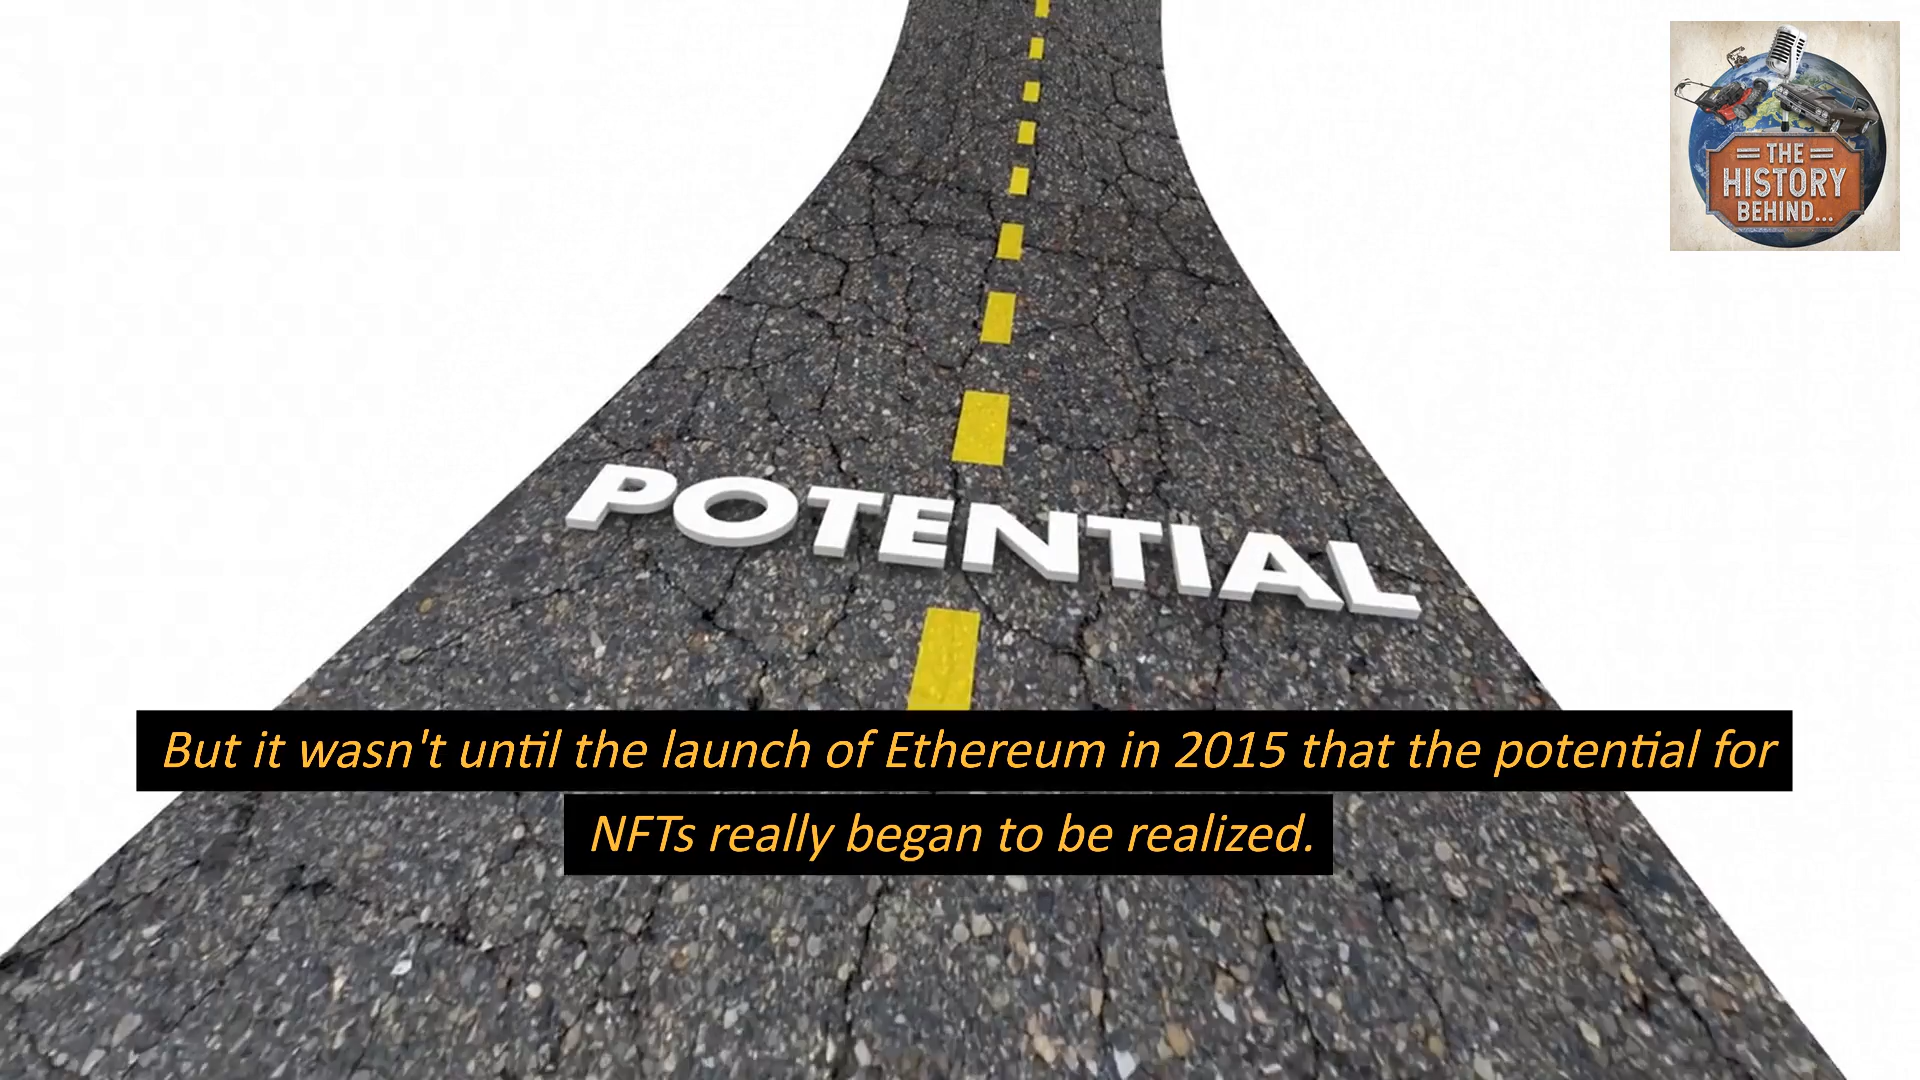 THE
HISTORY
BEHIND...
POTENTIAL
But it wasn't until the launch of Ethereum in 2015 that the potential for
NFTs really began to be realized.